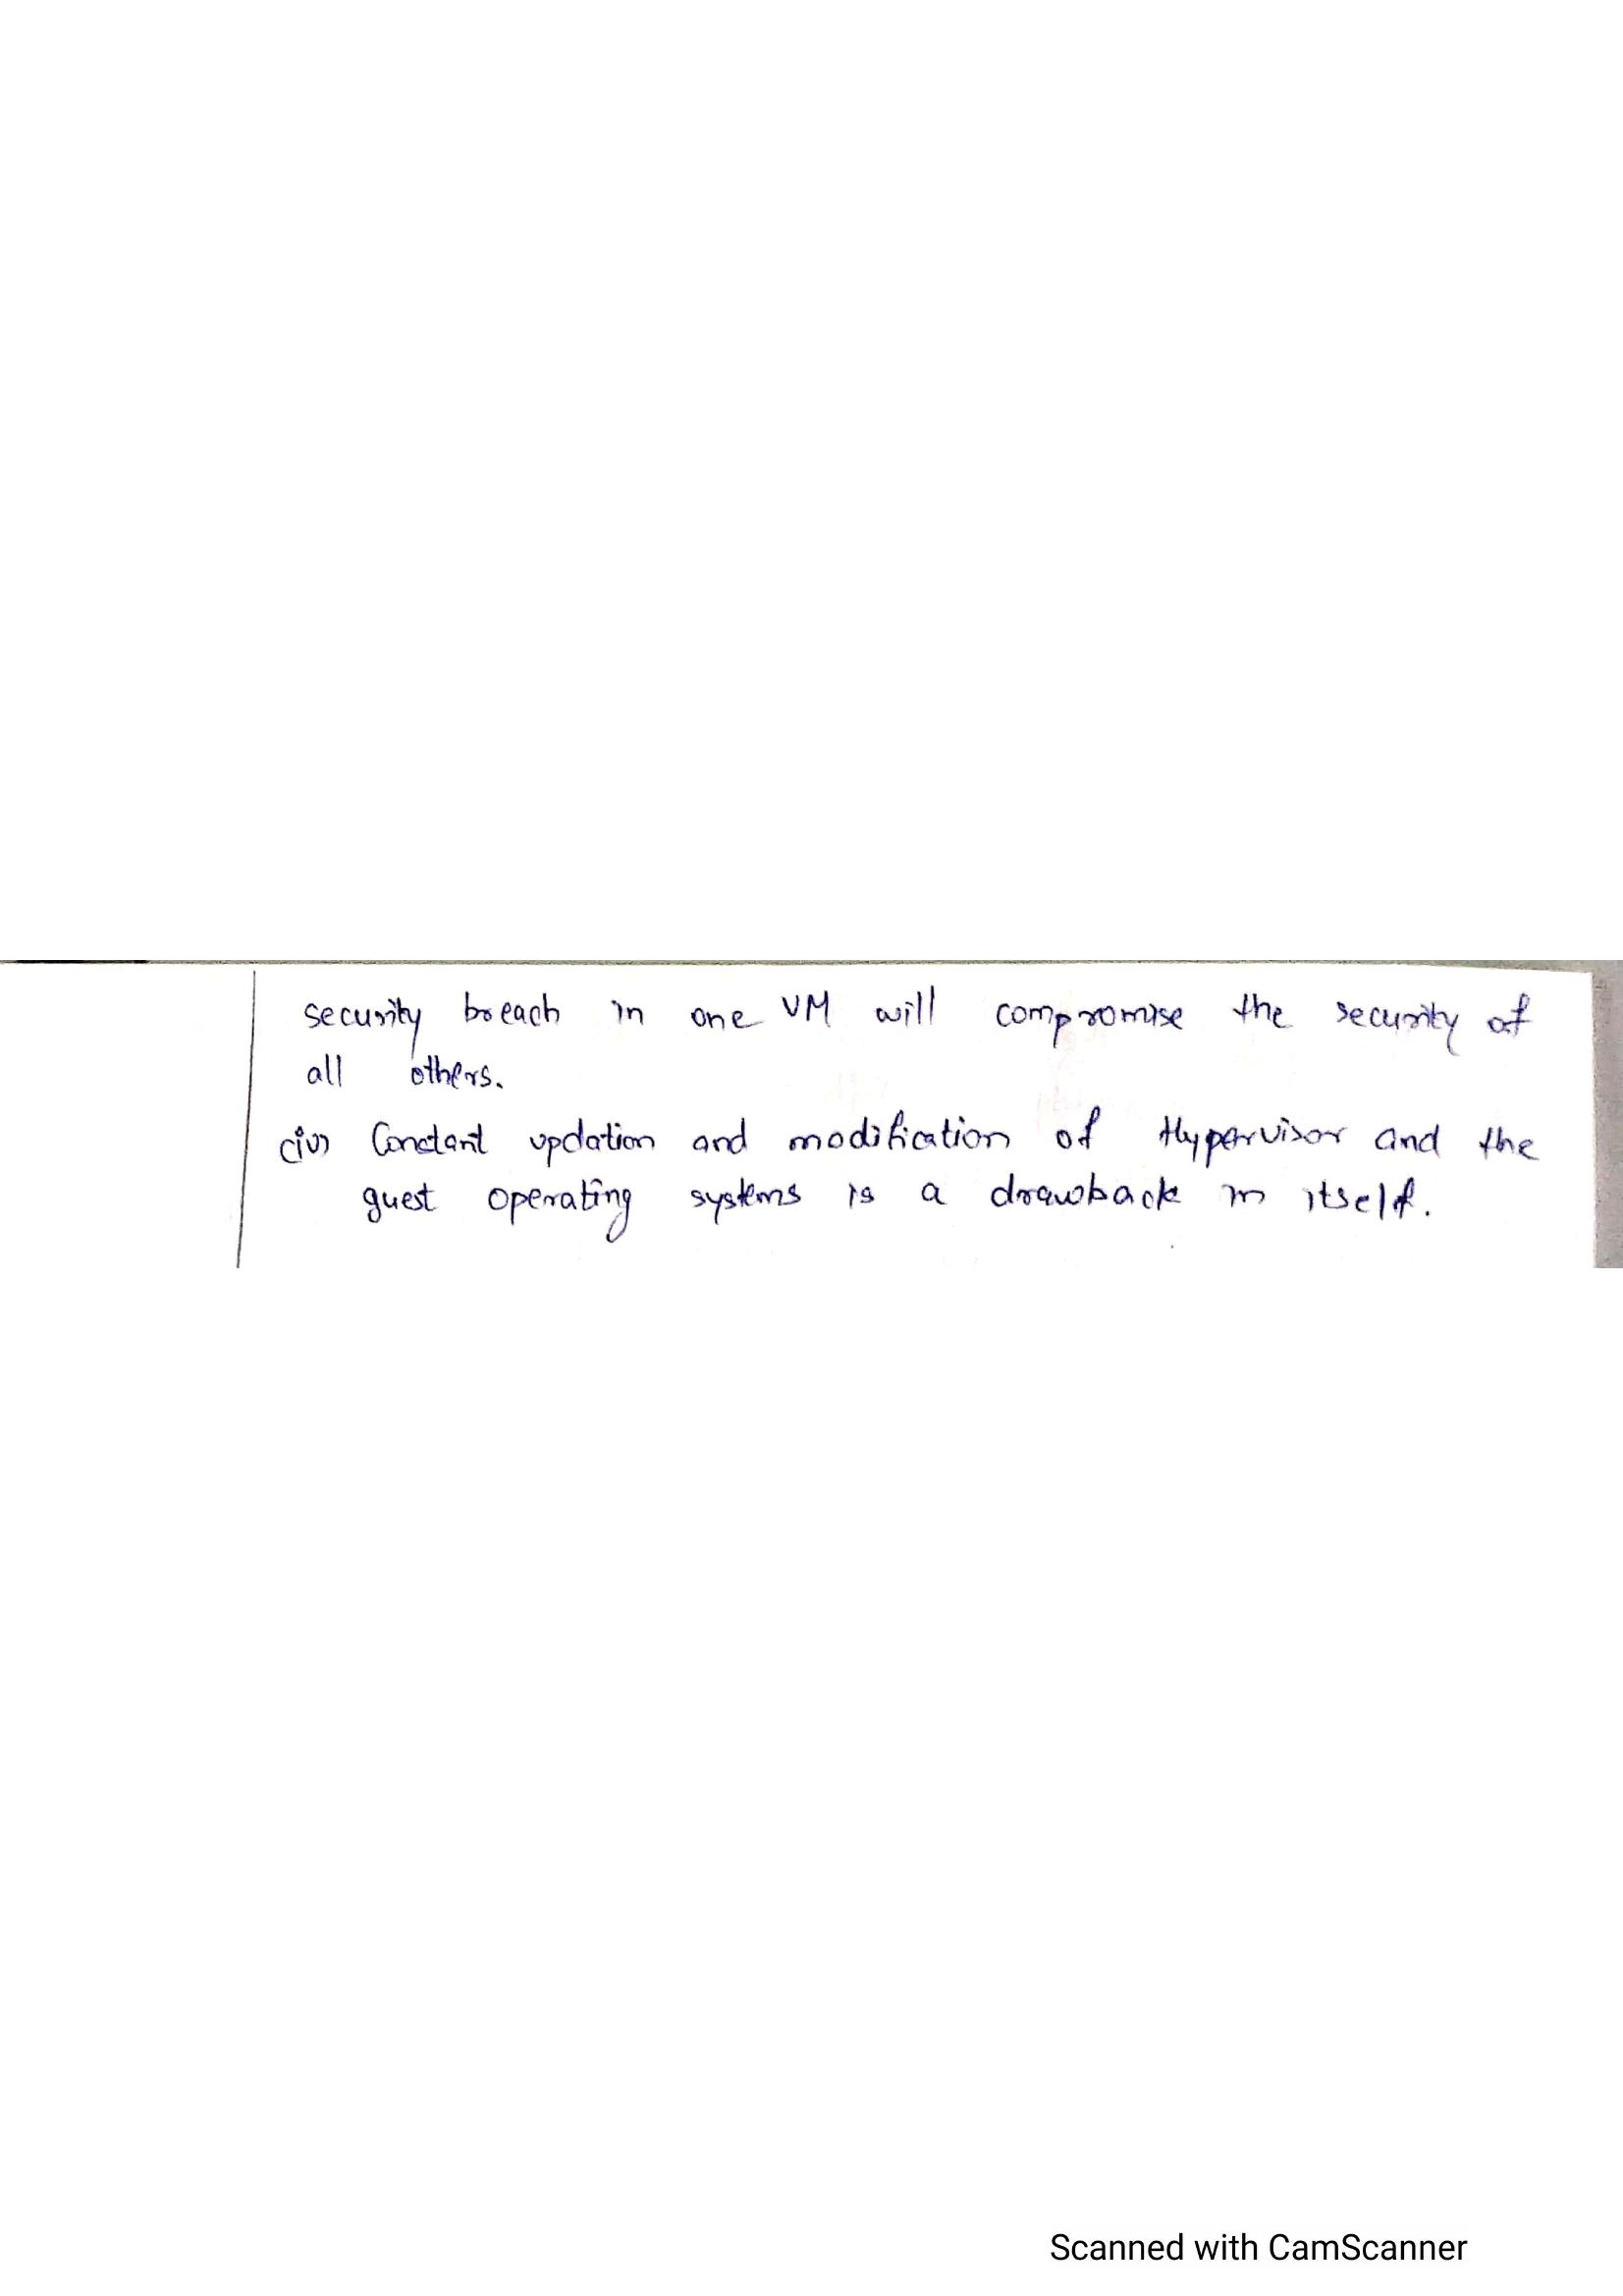 security breach in one VM will compromise the security of
all others.
(iv) Constant updation and modification of Hypervisor and the
guest operating systems is a drawback in itself.
Scanned with CamScanner